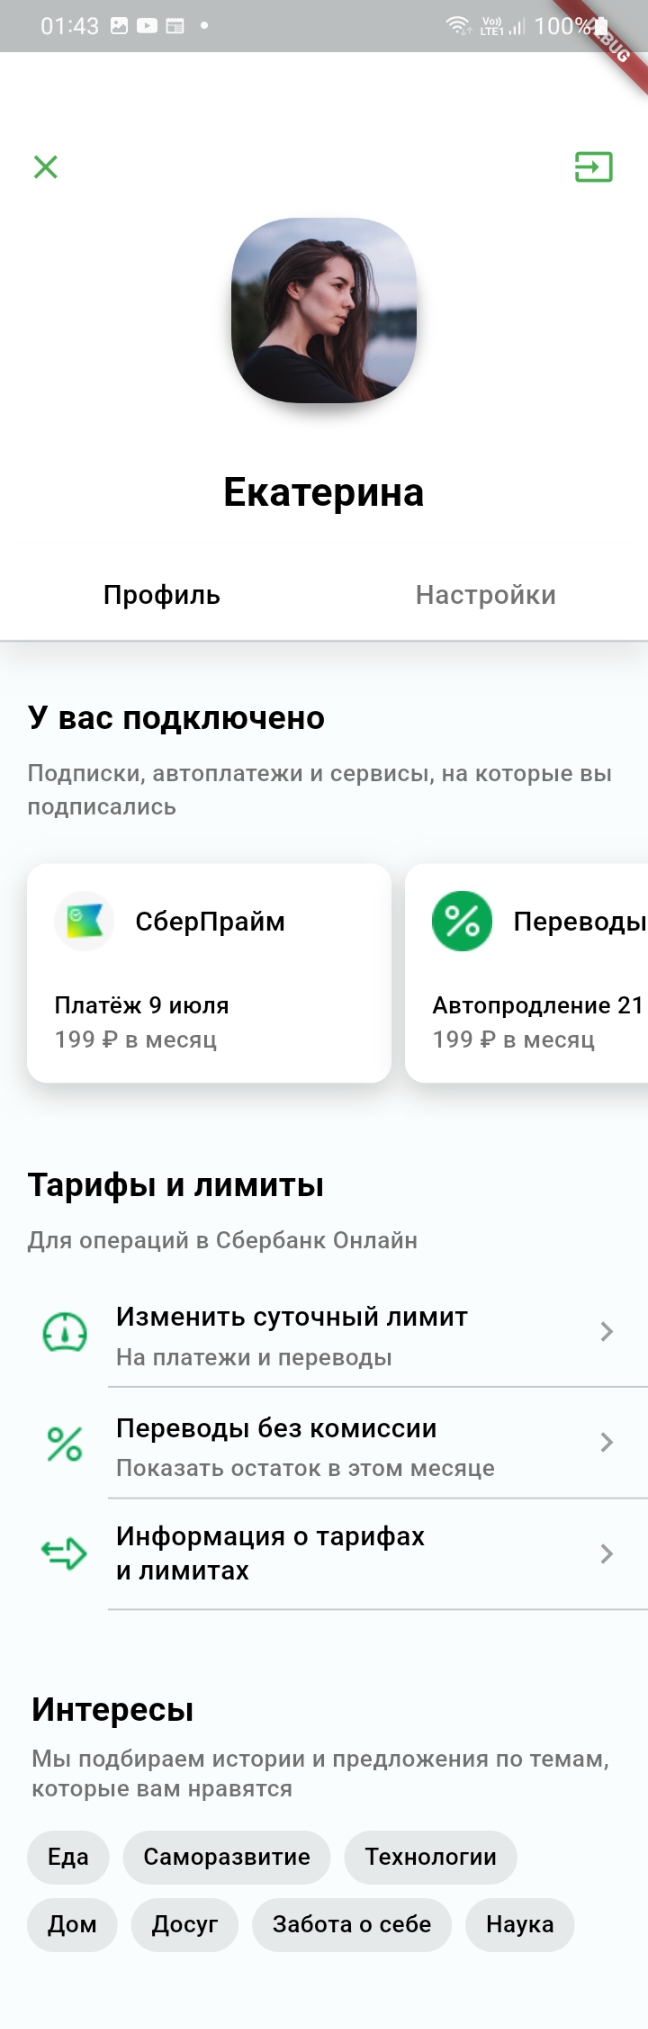 01:43
Vo))
LTE1
100%
BUG
Екатерина
Профиль
Настройки
У вас подключено
Подписки, автоплатежи и сервисы, на которые вы
подписались
СберПрайм
Платёж 9 июля
199 ₽ в месяц
Переводы
Автопродление 21
199 ₽ в месяц
Тарифы и лимиты
Для операций в Сбербанк Онлайн
Изменить суточный лимит
На платежи и переводы
Переводы без комиссии
Показать остаток в этом месяце
Информация о тарифах
и лимитах
Интересы
Мы подбираем истории и предложения по темам,
которые вам нравятся
Еда
Саморазвитие
Технологии
Дом
Досуг
Забота о себе
Наука